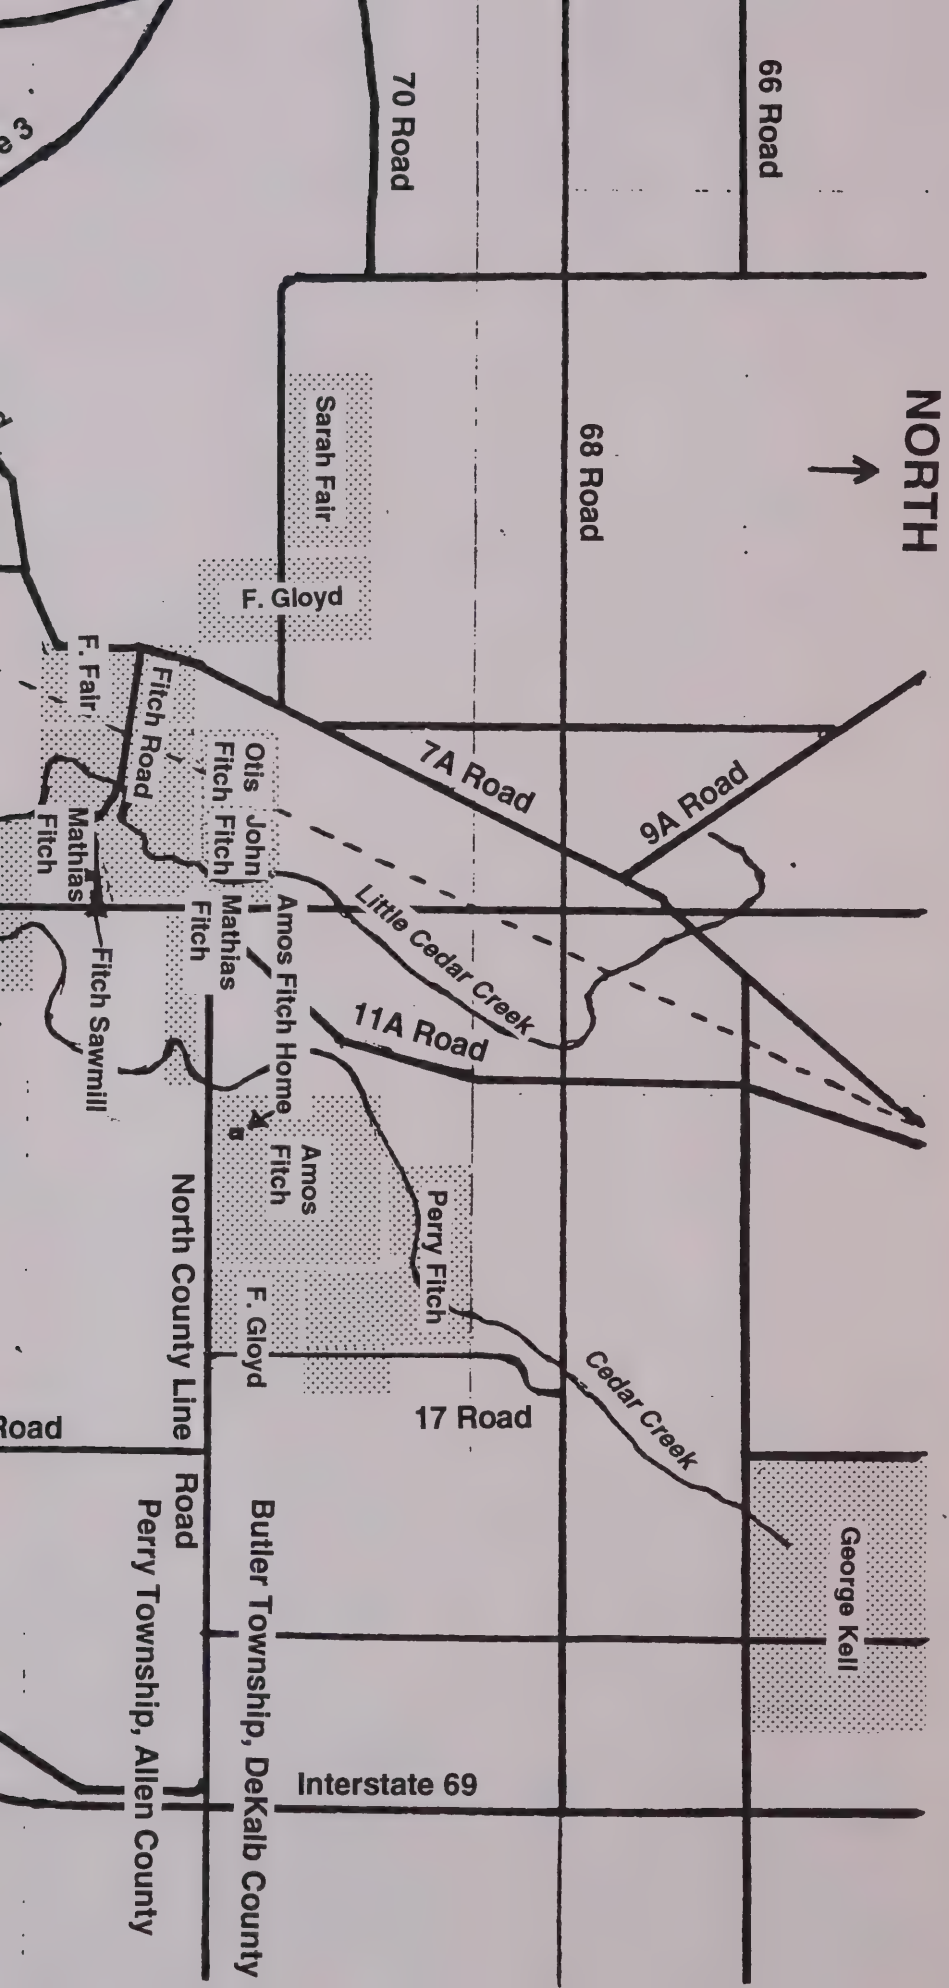 NORTH
66 Road
70 Road
e 3
68 Road
Sarah Fair
F. Gloyd
9A Road
7A Road
F. Fair
Fitch Road
Otis
Fitch
John
Fitch
Mathias
Fitch
Mathias
Fitch
Little Cedar Creek
11A Road
Amos Fitch Home
Fitch Sawmill
Amos
Fitch
Perry Fitch
F. Gloyd
17 Road
Cedar Creek
George Kell
North County Line Road
Road
Butler Township, DeKalb County
Perry Township, Allen County
Interstate 69